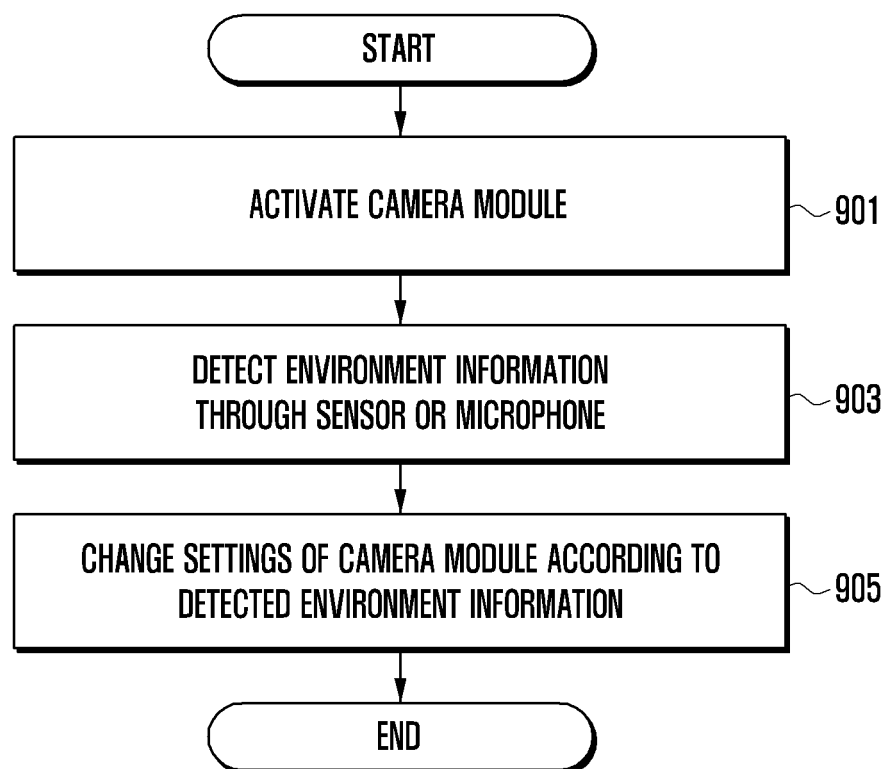 START
ACTIVATE CAMERA MODULE
901
DETECT ENVIRONMENT INFORMATION
THROUGH SENSOR OR MICROPHONE
903
CHANGE SETTINGS OF CAMERA MODULE ACCORDING TO
DETECTED ENVIRONMENT INFORMATION
905
END